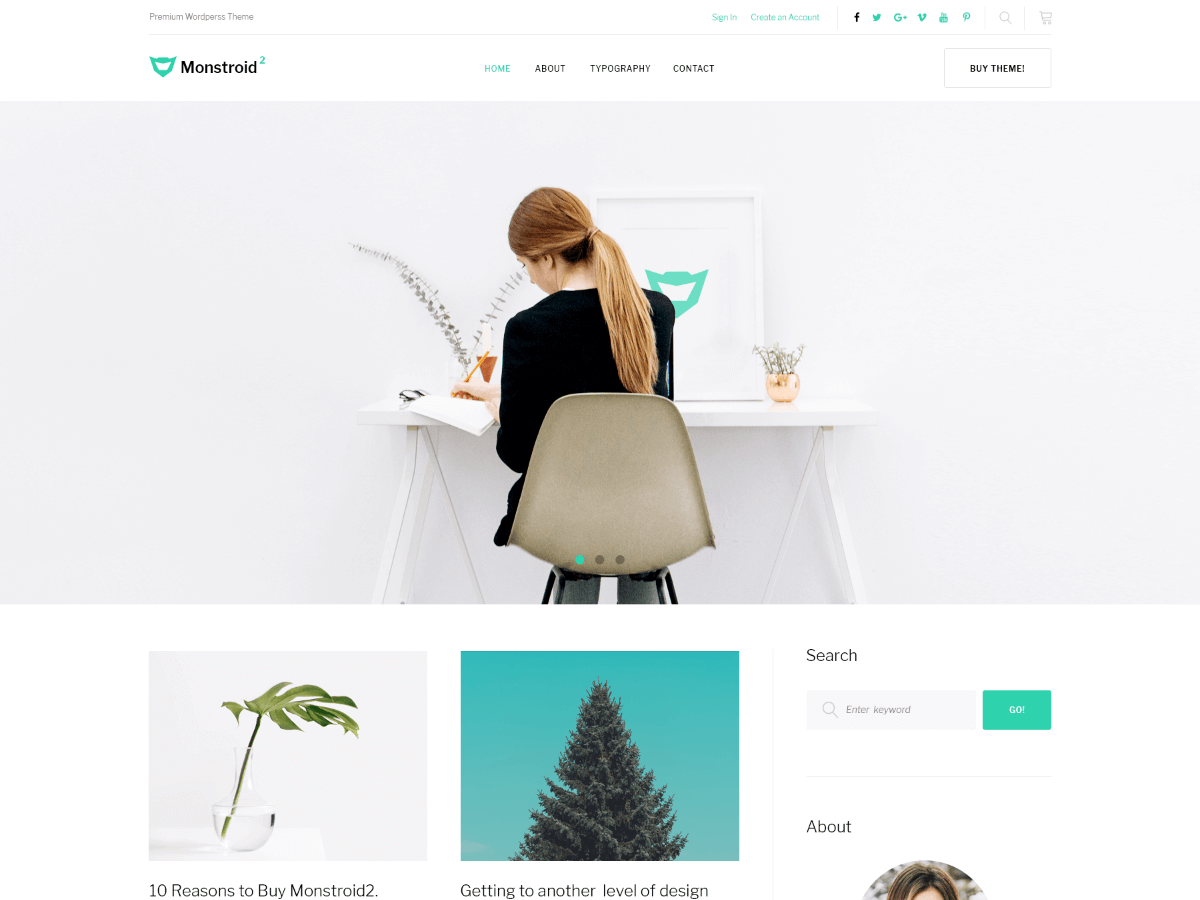 Premium Wordperss Theme
Sign In
Create an Account
Monstroid 2
HOME
ABOUT
TYPOGRAPHY
CONTACT
BUY THEME!
Search
Enter keyword
GO!
About
10 Reasons to Buy Monstroid2.
Getting to another level of design